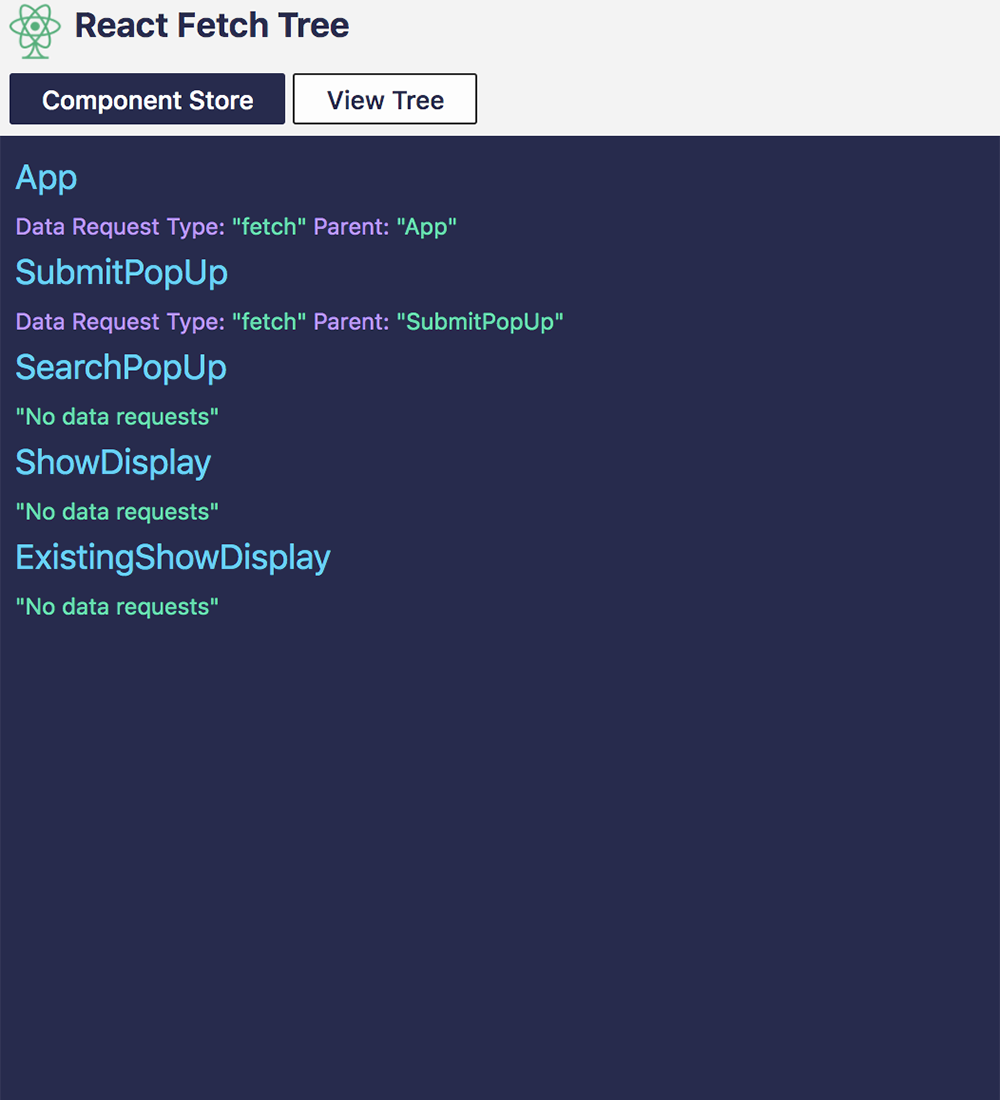 React Fetch Tree
Component Store
View Tree
App
Data Request Type: "fetch" Parent: "App"
SubmitPopUp
Data Request Type: "fetch" Parent: "SubmitPopUp"
SearchPopUp
"No data requests"
ShowDisplay
"No data requests"
ExistingShowDisplay
"No data requests"